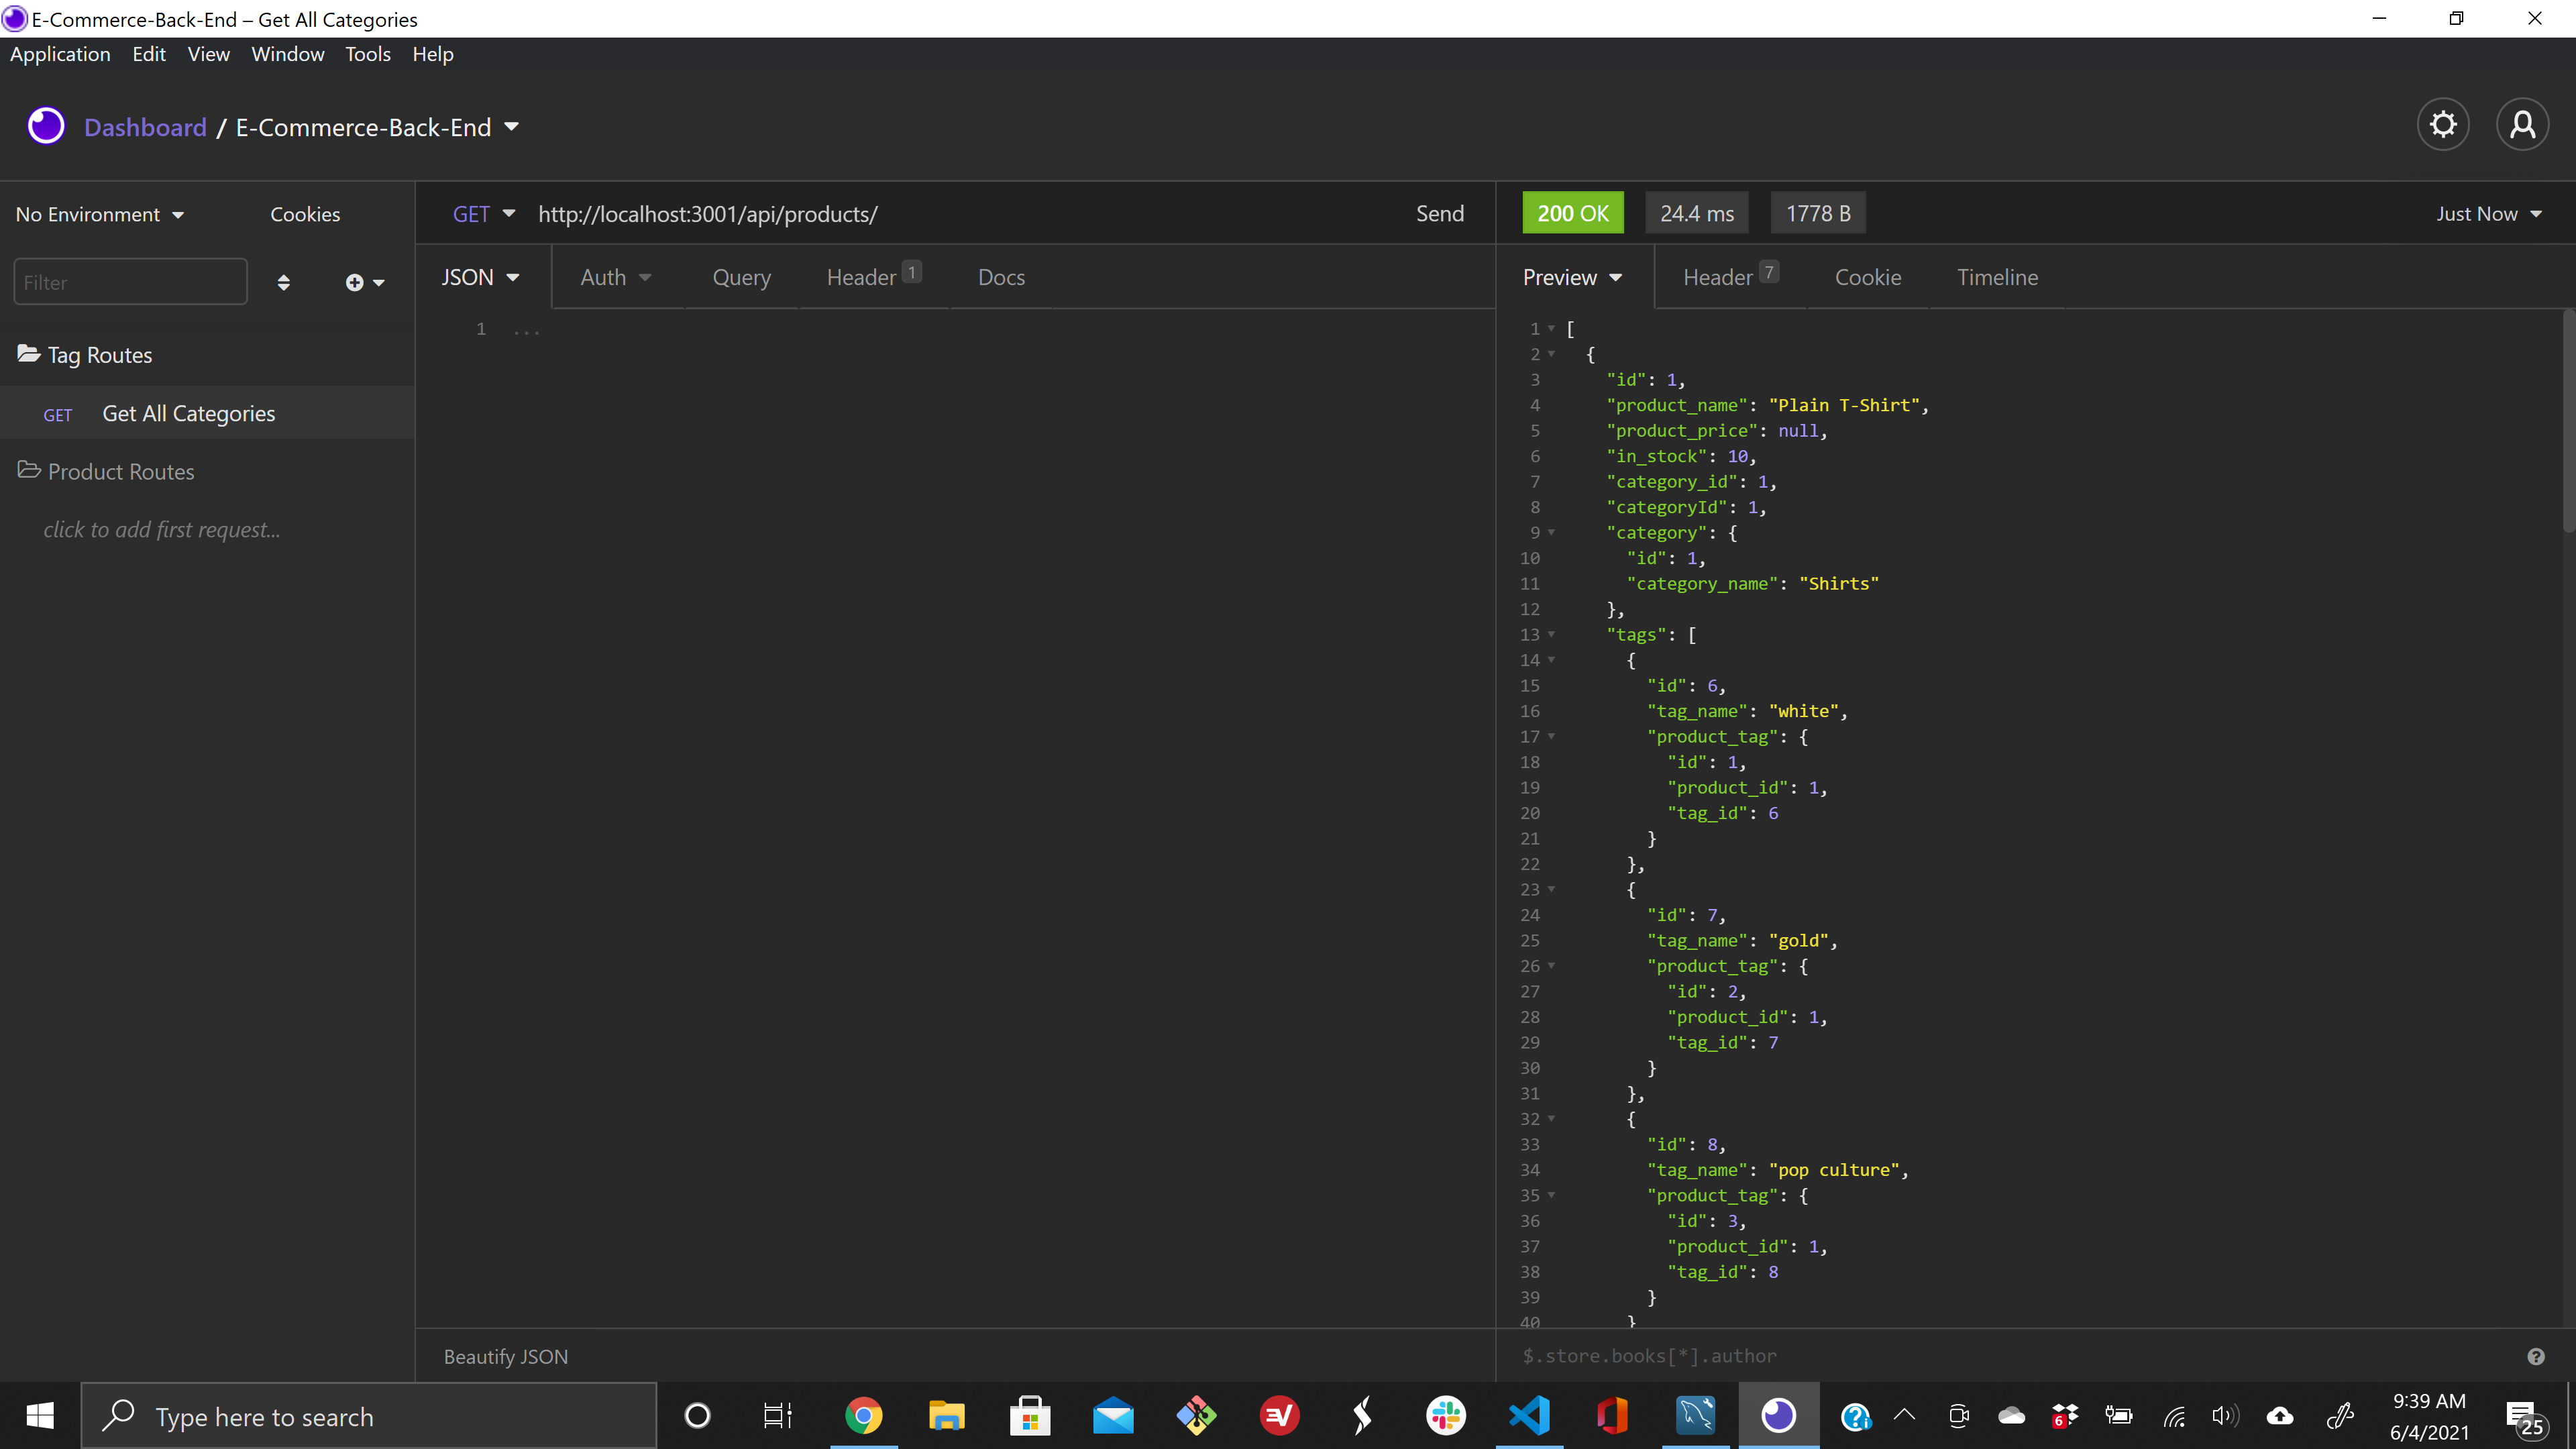 E-Commerce-Back-End – Get All Categories
Application Edit View Window Tools Help
Dashboard / E-Commerce-Back-End
No Environment Cookies
Filter
Tag Routes
GET Get All Categories
Product Routes
click to add first request...
GET http://localhost:3001/api/products/ Send
JSON Auth Query Header 1 Docs
1 ...
Beautify JSON
200 OK 24.4 ms 1778 B Just Now
Preview Header 7 Cookie Timeline
1 [
2 {
3 "id": 1,
4 "product_name": "Plain T-Shirt",
5 "product_price": null,
6 "in_stock": 10,
7 "category_id": 1,
8 "categoryId": 1,
9 "category": {
10 "id": 1,
11 "category_name": "Shirts"
12 },
13 "tags": [
14 {
15 "id": 6,
16 "tag_name": "white",
17 "product_tag": {
18 "id": 1,
19 "product_id": 1,
20 "tag_id": 6
21 }
22 },
23 {
24 "id": 7,
25 "tag_name": "gold",
26 "product_tag": {
27 "id": 2,
28 "product_id": 1,
29 "tag_id": 7
30 }
31 },
32 {
33 "id": 8,
34 "tag_name": "pop culture",
35 "product_tag": {
36 "id": 3,
37 "product_id": 1,
38 "tag_id": 8
39 }
40 }
$.store.books[*].author
Type here to search
6
9:39 AM
6/4/2021
25